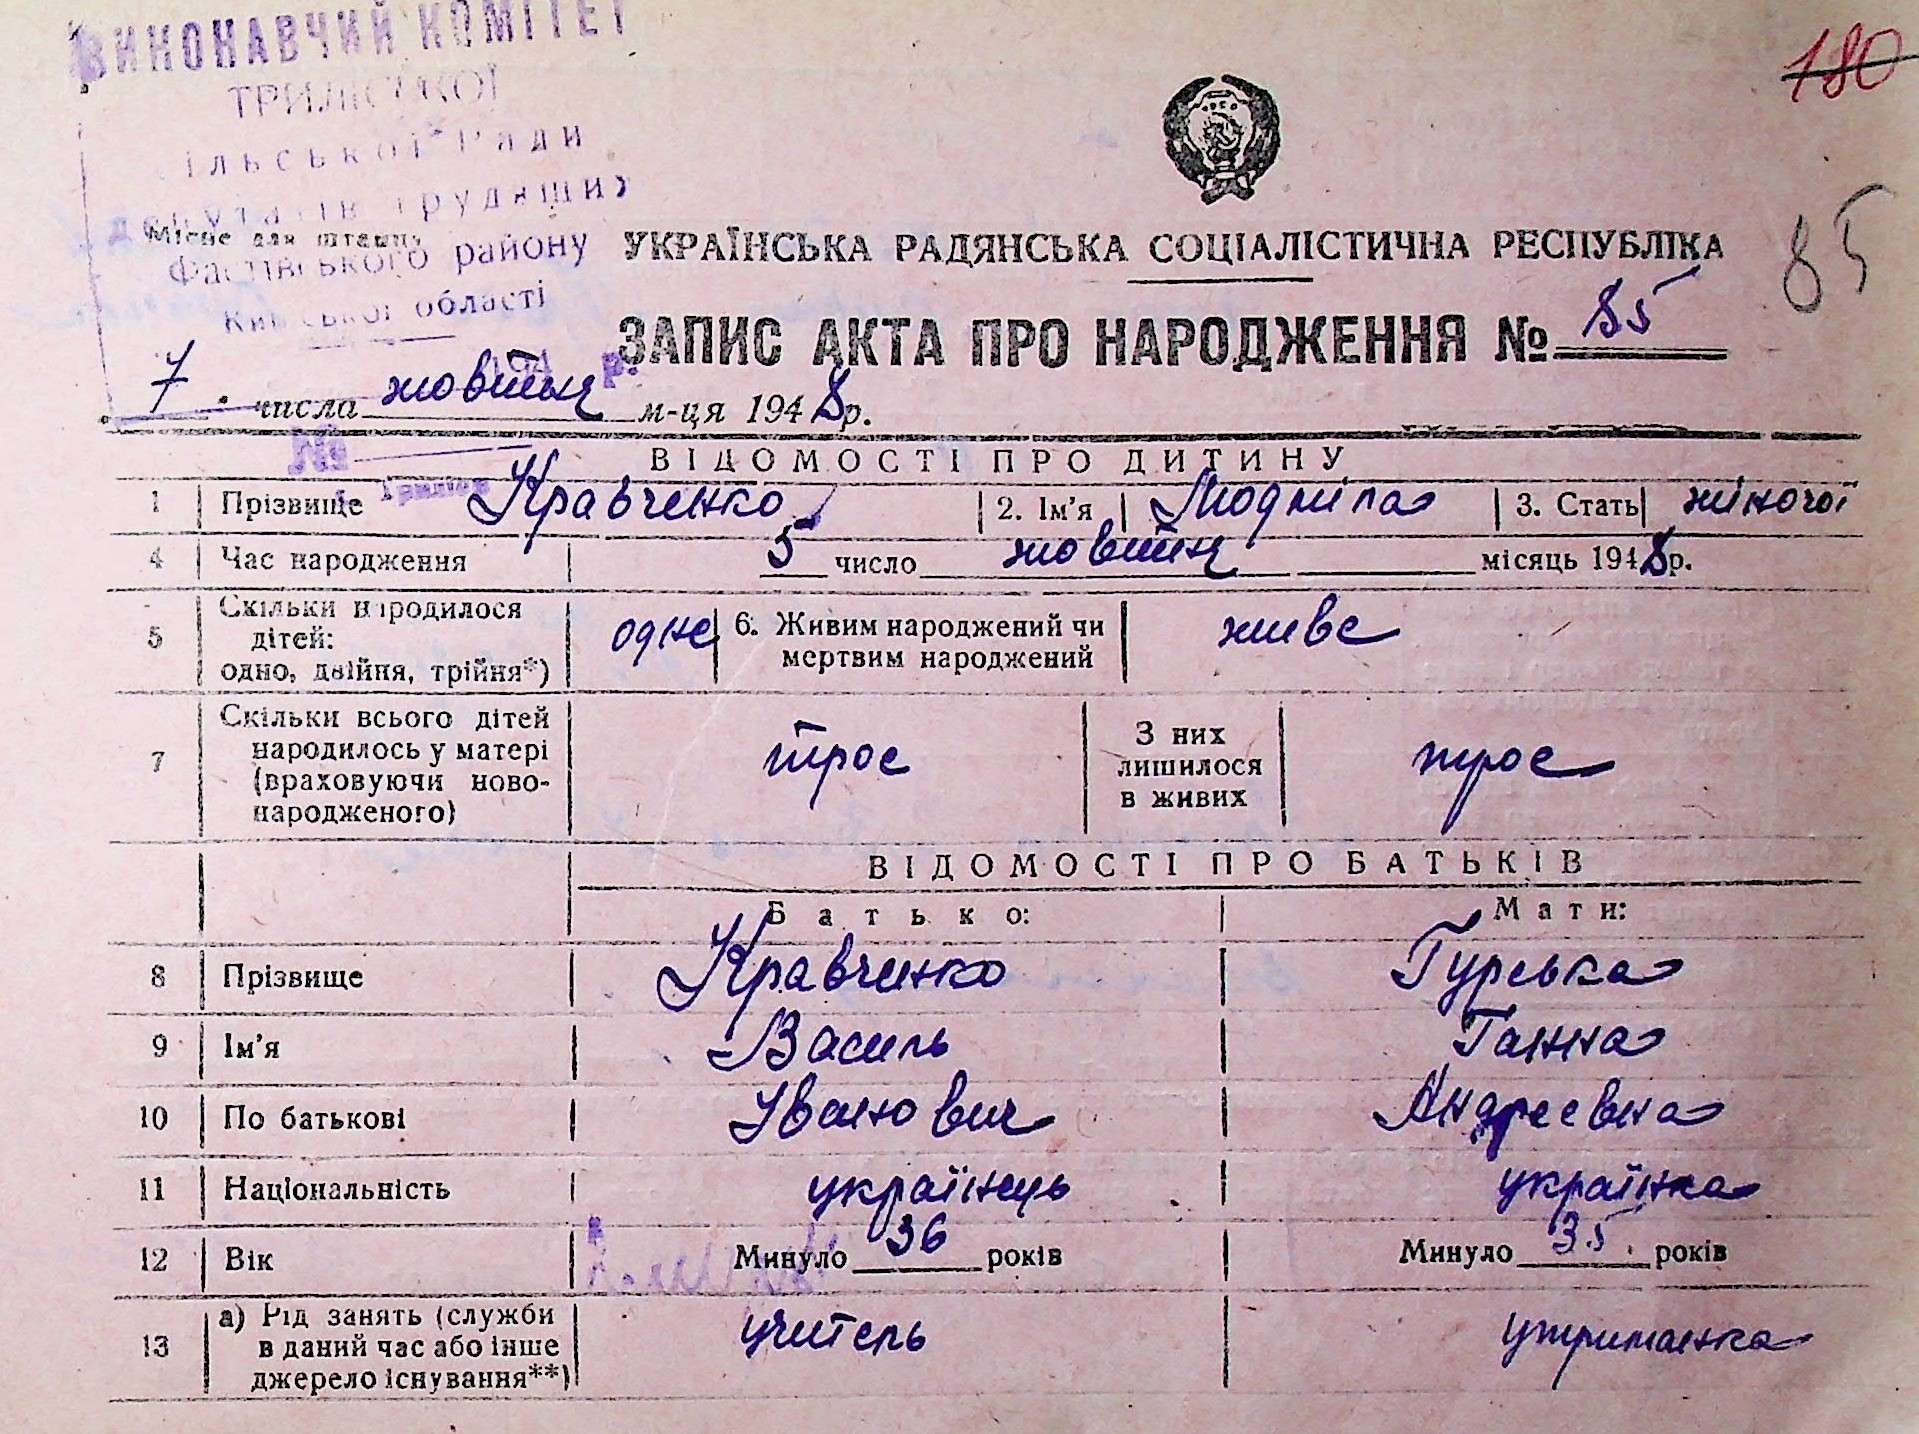 ВИКОНАВЧИЙ КОМІТЕТ
ТРИЛІСЬКОЇ
сільської Ради
депутатів трудящих
Фастівського району
Київської області
Місце для штампу
180
85
УКРАЇНСЬКА РАДЯНСЬКА СОЦІАЛІСТИЧНА РЕСПУБЛІКА
ЗАПИС АКТА ПРО НАРОДЖЕННЯ № 85
7 числа жовтня м-ця 1948 р.
№
ВІДОМОСТІ ПРО ДИТИНУ
1 Прізвище Кравченко 2. Ім'я Людміла 3. Стать жіночої
4 Час народження 5 число жовтня місяць 1948 р.
5 Скільки народилося дітей: одно, двійня, трійня*) одне 6. Живим народжений чи мертвим народжений живе
7 Скільки всього дітей народилось у матері (враховуючи ново-народженого) троє З них лишилося в живих троє
ВІДОМОСТІ ПРО БАТЬКІВ
Батько: Мати:
8 Прізвище Кравченко Гурська
9 Ім'я Василь Ганна
10 По батькові Іванович Андреевна
11 Національність українець українка
12 Вік Минуло 36 років Минуло 35 років
13 а) Рід занять (служби в даний час або інше джерело існування**) учитель утриманка